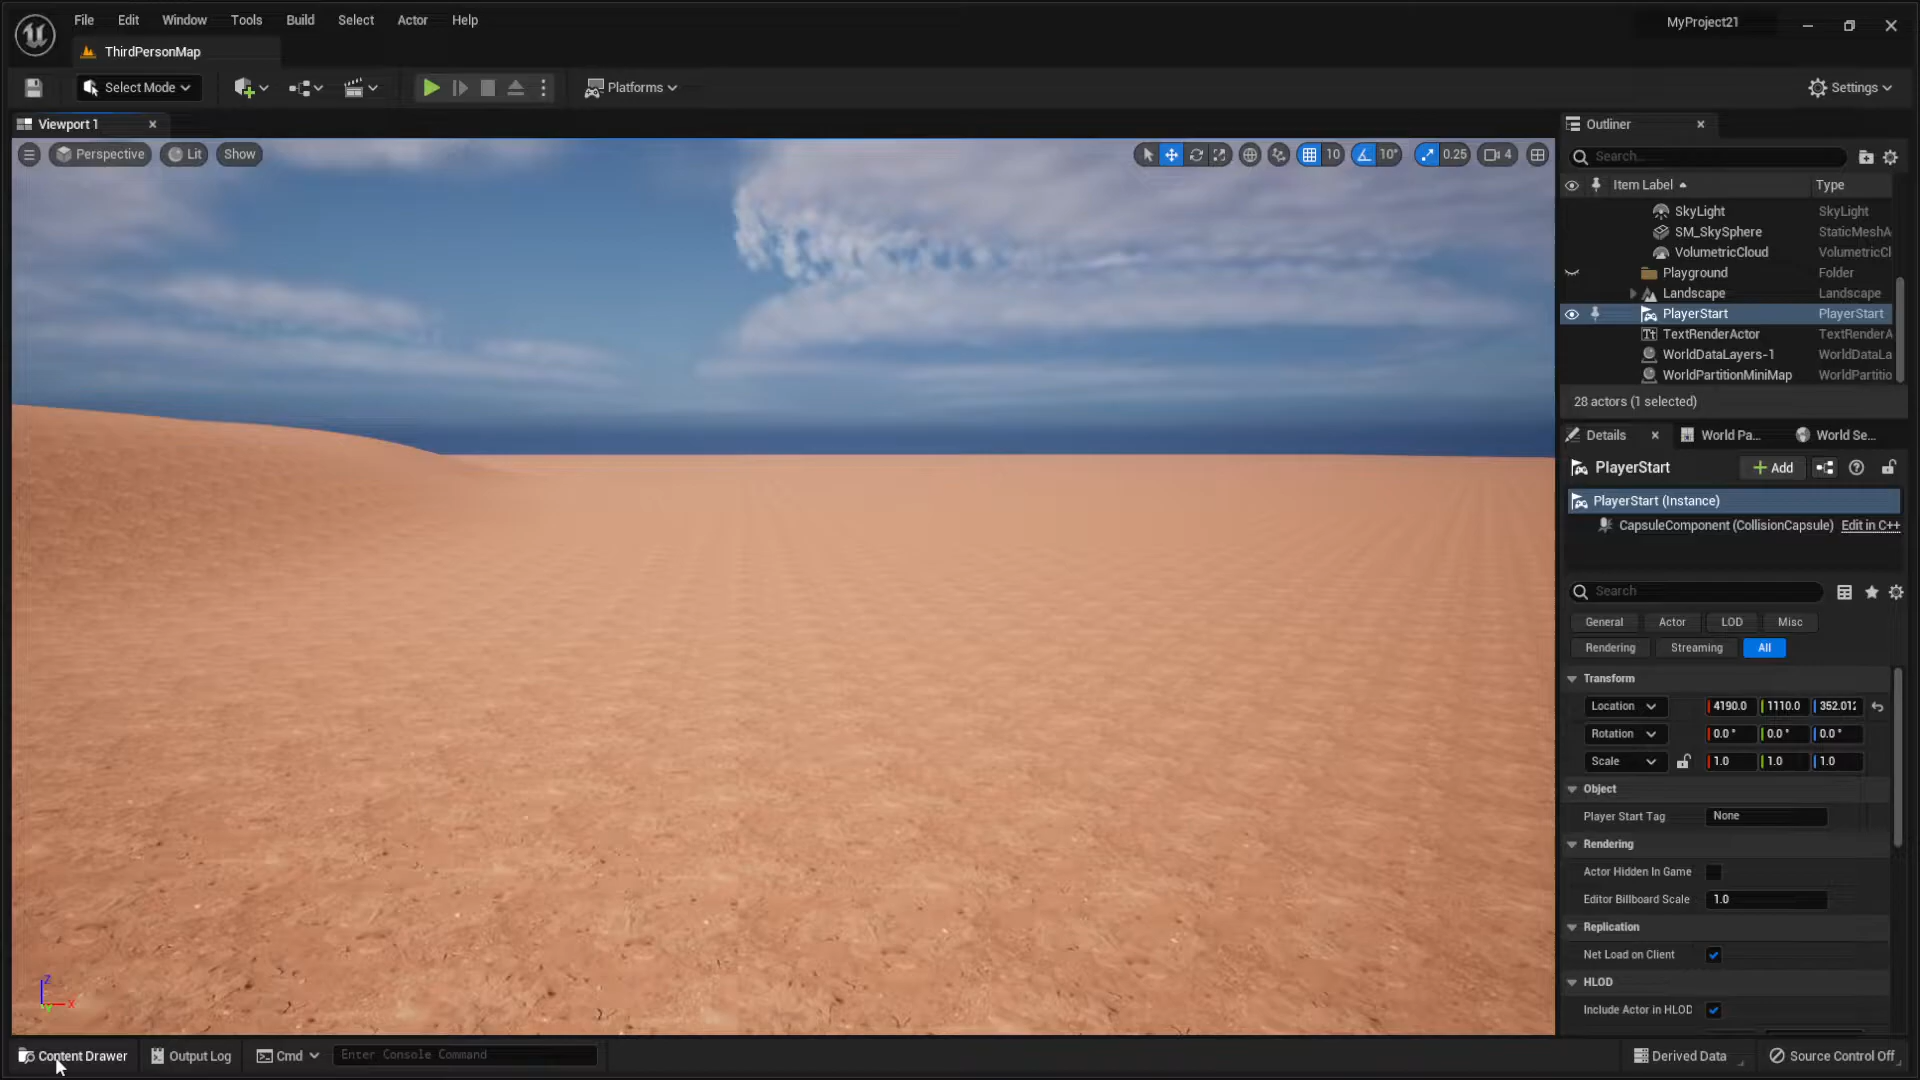 File Edit Window Tools Build Select Actor Help
MyProject21
ThirdPersonMap
Select Mode
Platforms
Settings
Viewport 1
Perspective Lit Show
10 10° 0.25 4
Outliner
Search...
Item Label Type
SkyLight SkyLight
SM_SkySphere StaticMeshA
VolumetricCloud VolumetricCl
Playground Folder
Landscape Landscape
PlayerStart PlayerStart
TextRenderActor TextRenderA
WorldDataLayers-1 WorldDataLa
WorldPartitionMiniMap WorldPartitio
28 actors (1 selected)
Details World Pa... World Se...
PlayerStart
Add
PlayerStart (Instance)
CapsuleComponent (CollisionCapsule) Edit in C++
Search
General Actor LOD Misc
Rendering Streaming All
Transform
Location 4190.0 1110.0 352.012
Rotation 0.0° 0.0° 0.0°
Scale 1.0 1.0 1.0
Object
Player Start Tag None
Rendering
Actor Hidden In Game
Editor Billboard Scale 1.0
Replication
Net Load on Client
HLOD
Include Actor in HLOD
Z
X
Y
Content Drawer Output Log Cmd Enter Console Command
Derived Data Source Control Off